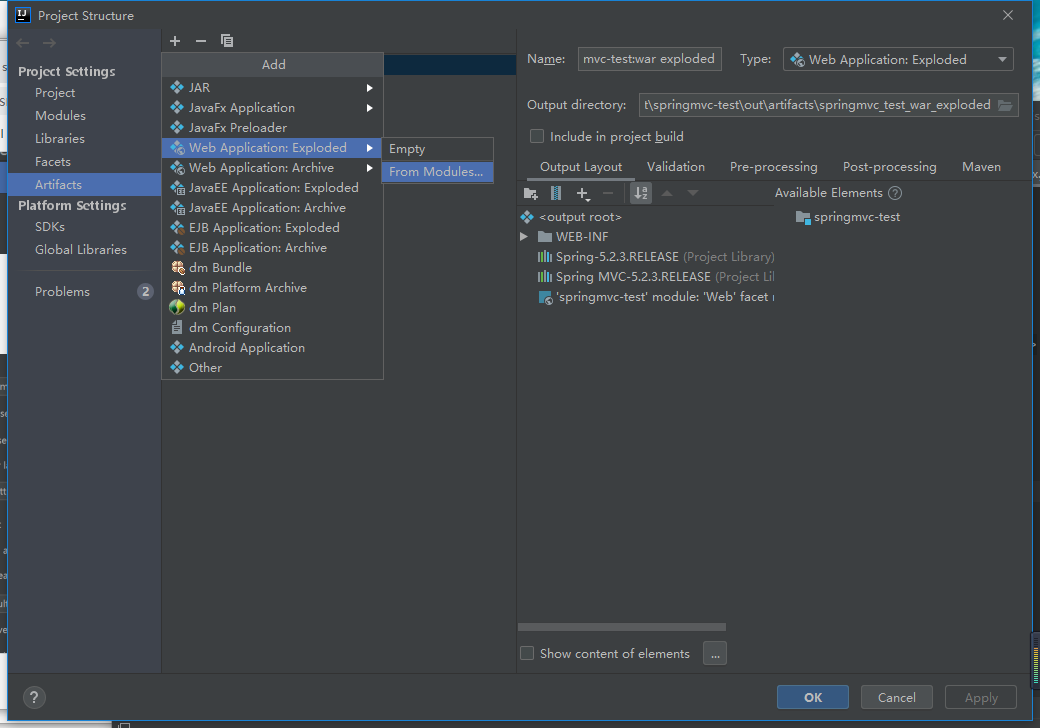 Project Structure
Project Settings
Project
Modules
Libraries
Facets
Artifacts
Platform Settings
SDKs
Global Libraries
Problems 2
Add
JAR
JavaFx Application
JavaFx Preloader
Web Application: Exploded
Web Application: Archive
JavaEE Application: Exploded
JavaEE Application: Archive
EJB Application: Exploded
EJB Application: Archive
dm Bundle
dm Platform Archive
dm Plan
dm Configuration
Android Application
Other
Empty
From Modules...
Name: mvc-test:war exploded Type: Web Application: Exploded
Output directory: t\springmvc-test\out\artifacts\springmvc_test_war_exploded
Include in project build
Output Layout Validation Pre-processing Post-processing Maven
Available Elements ?
<output root>
springmvc-test
WEB-INF
Spring-5.2.3.RELEASE (Project Library)
Spring MVC-5.2.3.RELEASE (Project Li
'springmvc-test' module: 'Web' facet
Show content of elements ...
? OK Cancel Apply